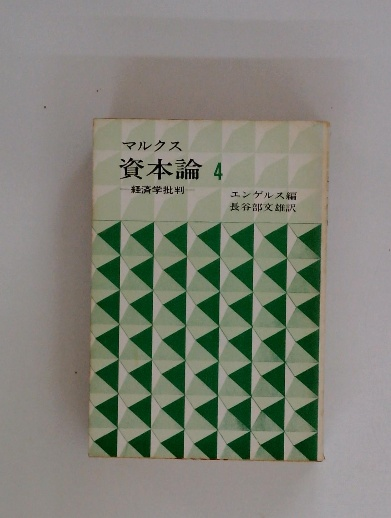 マルクス
資本論 4
―経済学批判―
エンゲルス編
長谷部文雄訳